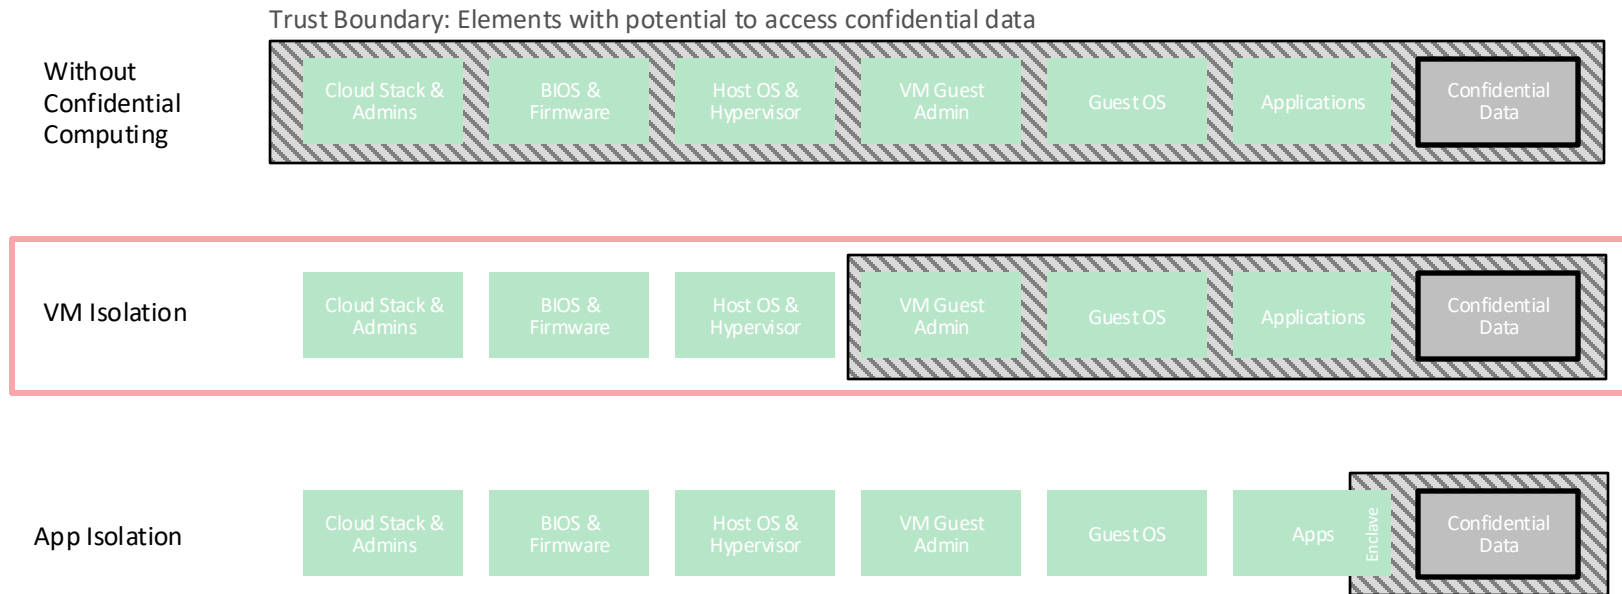 Trust Boundary: Elements with potential to access confidential data
Without
Confidential
Computing
Cloud Stack &
Admins
BIOS &
Firmware
Host OS &
Hypervisor
VM Guest
Admin
Guest OS
Applications
Confidential
Data
VM Isolation
Cloud Stack &
Admins
BIOS &
Firmware
Host OS &
Hypervisor
VM Guest
Admin
Guest OS
Applications
Confidential
Data
App Isolation
Cloud Stack &
Admins
BIOS &
Firmware
Host OS &
Hypervisor
VM Guest
Admin
Guest OS
Apps
Enclave
Confidential
Data